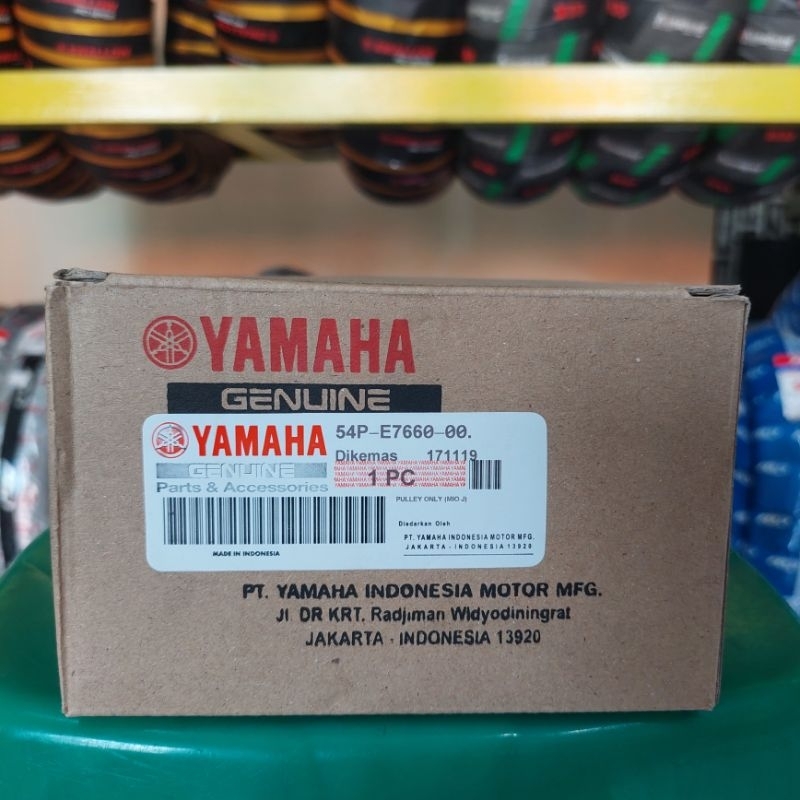 YAMAHA
GENUINE
YAMAHA 54P-E7660-00.
GENUINE Dikemas 171119
Parts & Accessories 1 PC
PULLEY ONLY (MIO J)
Diedarkan Oleh
PT. YAMAHA INDONESIA MOTOR MFG.
MADE IN INDONESIA JAKARTA - INDONESIA 13920
PT. YAMAHA INDONESIA MOTOR MFG.
Jl. DR KRT. Radjiman Widyodiningrat
JAKARTA - INDONESIA 13920